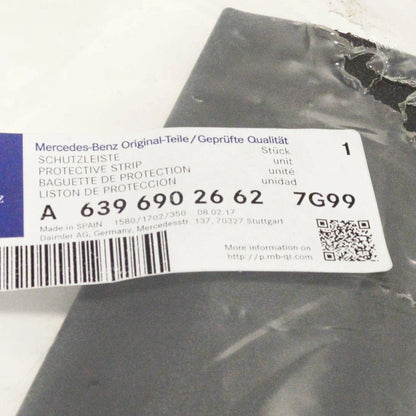 Mercedes-Benz Original-Teile/Geprüfte Qualität
SCHUTZLEISTE Stück 1
PROTECTIVE STRIP unit
BAGUETTE DE PROTECTION unité
LISTON DE PROTECCION unidad
A 639 690 26 62 7G99
Made in SPAIN 1580/1702/350 08.02.17
Daimler AG, Germany, Mercedesstr. 137, 70327 Stuttgart
More information on
http://p.mb-qr.com